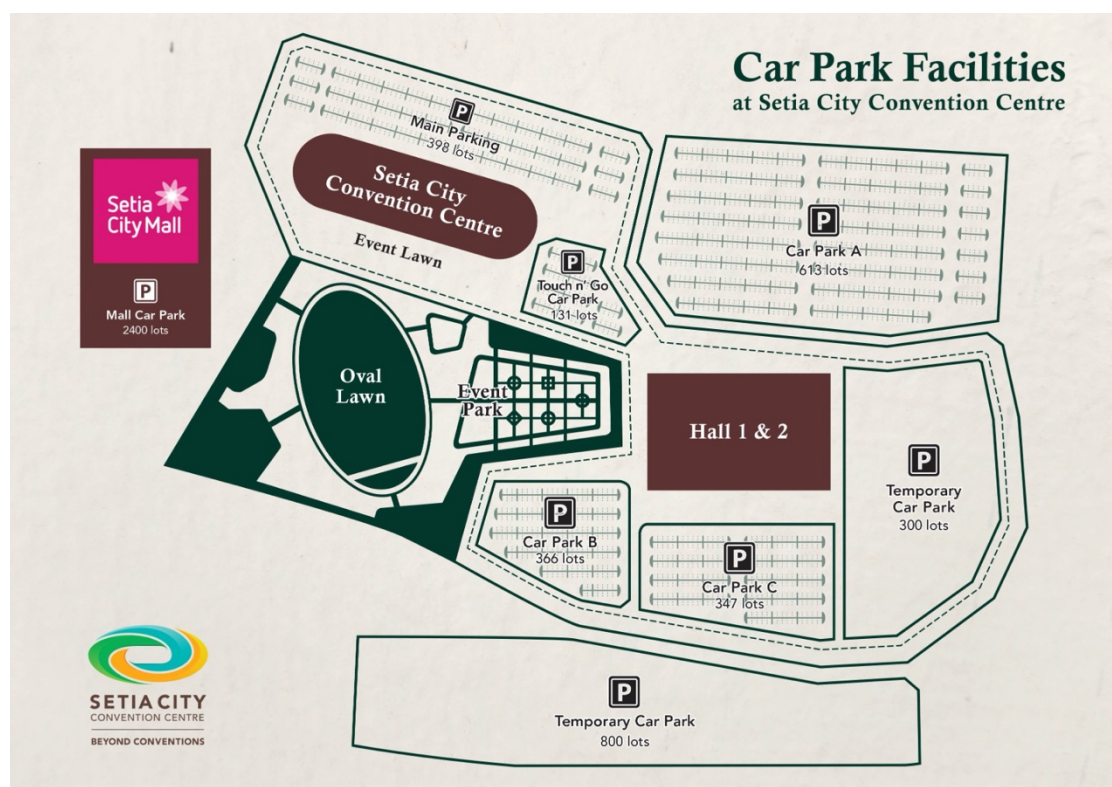 Car Park Facilities
at Setia City Convention Centre
P
Main Parking
398 lots
Setia City
Convention Centre
Event Lawn
P
Touch n' Go
Car Park
131 lots
P
Car Park A
613 lots
Setia
City Mall
P
Mall Car Park
2400 lots
Oval
Lawn
Event
Park
Hall 1 & 2
P
Temporary
Car Park
300 lots
P
Car Park B
366 lots
P
Car Park C
347 lots
P
Temporary Car Park
800 lots
SETIA CITY
CONVENTION CENTRE
BEYOND CONVENTIONS